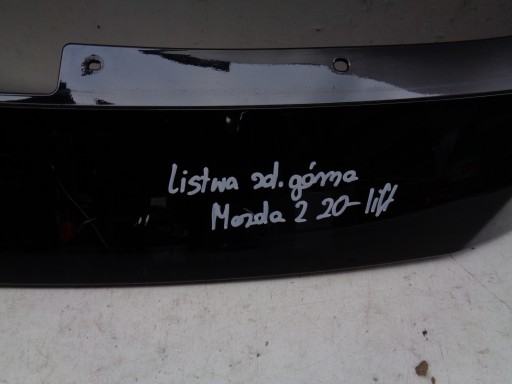 listwa zd. górna
Mazda 2 20- lift